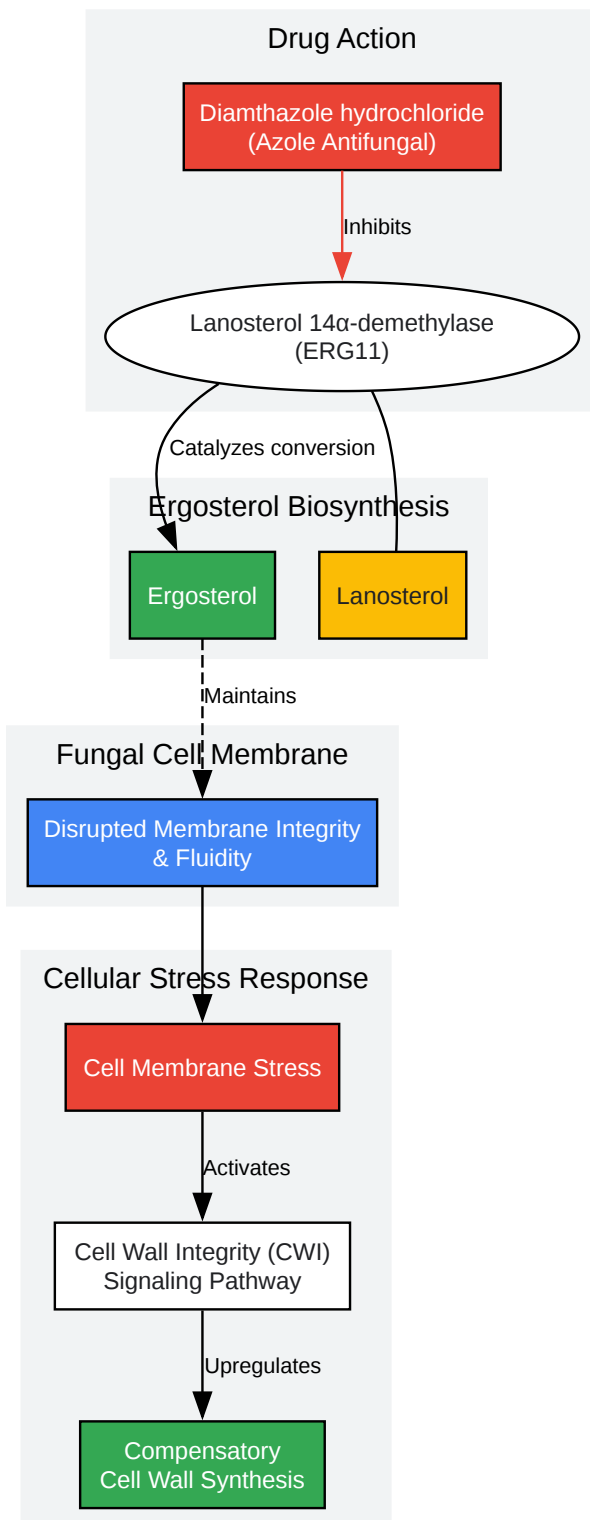 Drug Action
Diamthazole hydrochloride
(Azole Antifungal)
Inhibits
Lanosterol 14α-demethylase
(ERG11)
Catalyzes conversion
Ergosterol Biosynthesis
Ergosterol
Lanosterol
Maintains
Fungal Cell Membrane
Disrupted Membrane Integrity
& Fluidity
Cellular Stress Response
Cell Membrane Stress
Activates
Cell Wall Integrity (CWI)
Signaling Pathway
Upregulates
Compensatory
Cell Wall Synthesis